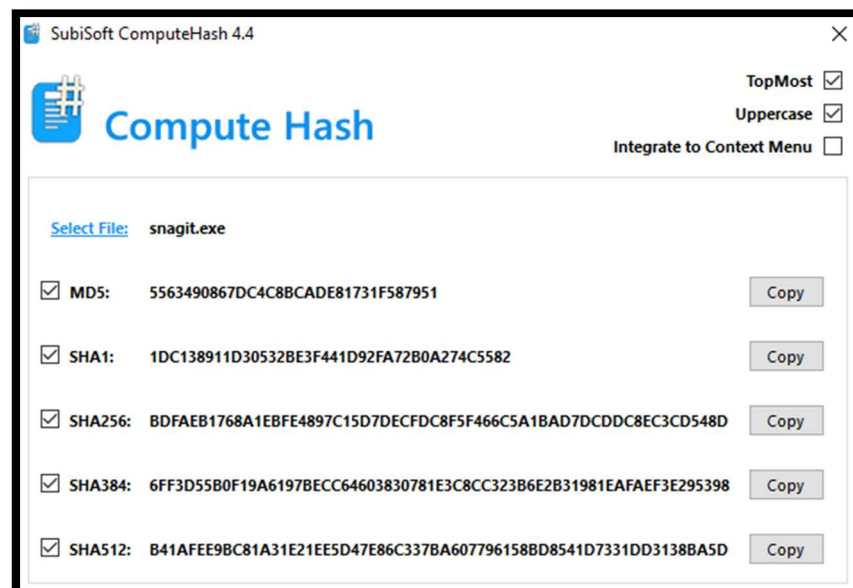 SubiSoft ComputeHash 4.4
TopMost
Compute Hash
Uppercase
Integrate to Context Menu
Select File: snagit.exe
MD5: 5563490867DC4C8BCADE81731F587951 Copy
SHA1: 1DC138911D30532BE3F441D92FA72B0A274C5582 Copy
SHA256: BDFAEB1768A1EBFE4897C15D7DECFDC8F5F466C5A1BAD7DCDDC8EC3CD548D Copy
SHA384: 6FF3D55B0F19A6197BECC64603830781E3C8CC323B6E2B31981EAFAEF3E295398 Copy
SHA512: B41AFEE9BC81A31E21EE5D47E86C337BA607796158BD8541D7331DD3138BA5D Copy